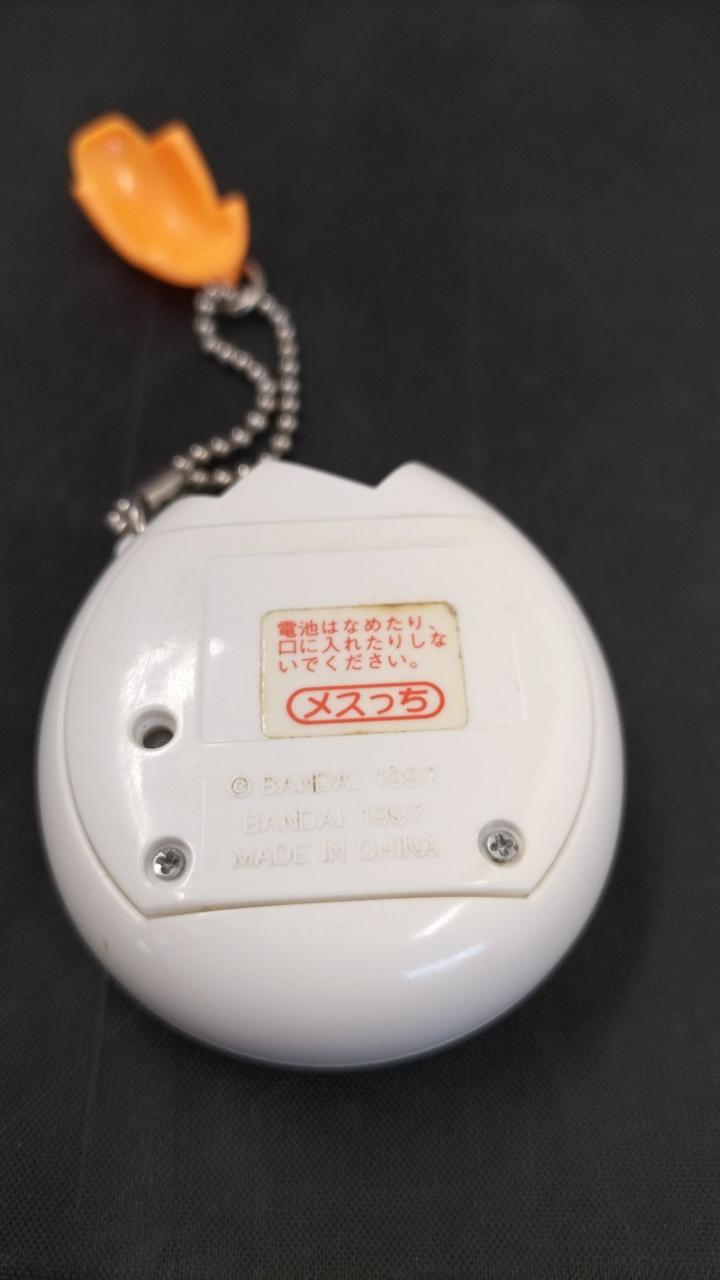 電池はなめたり、
口に入れたりしな
いでください。
メスっち
© BANDAI 1997
BANDAI 1997
MADE IN CHINA